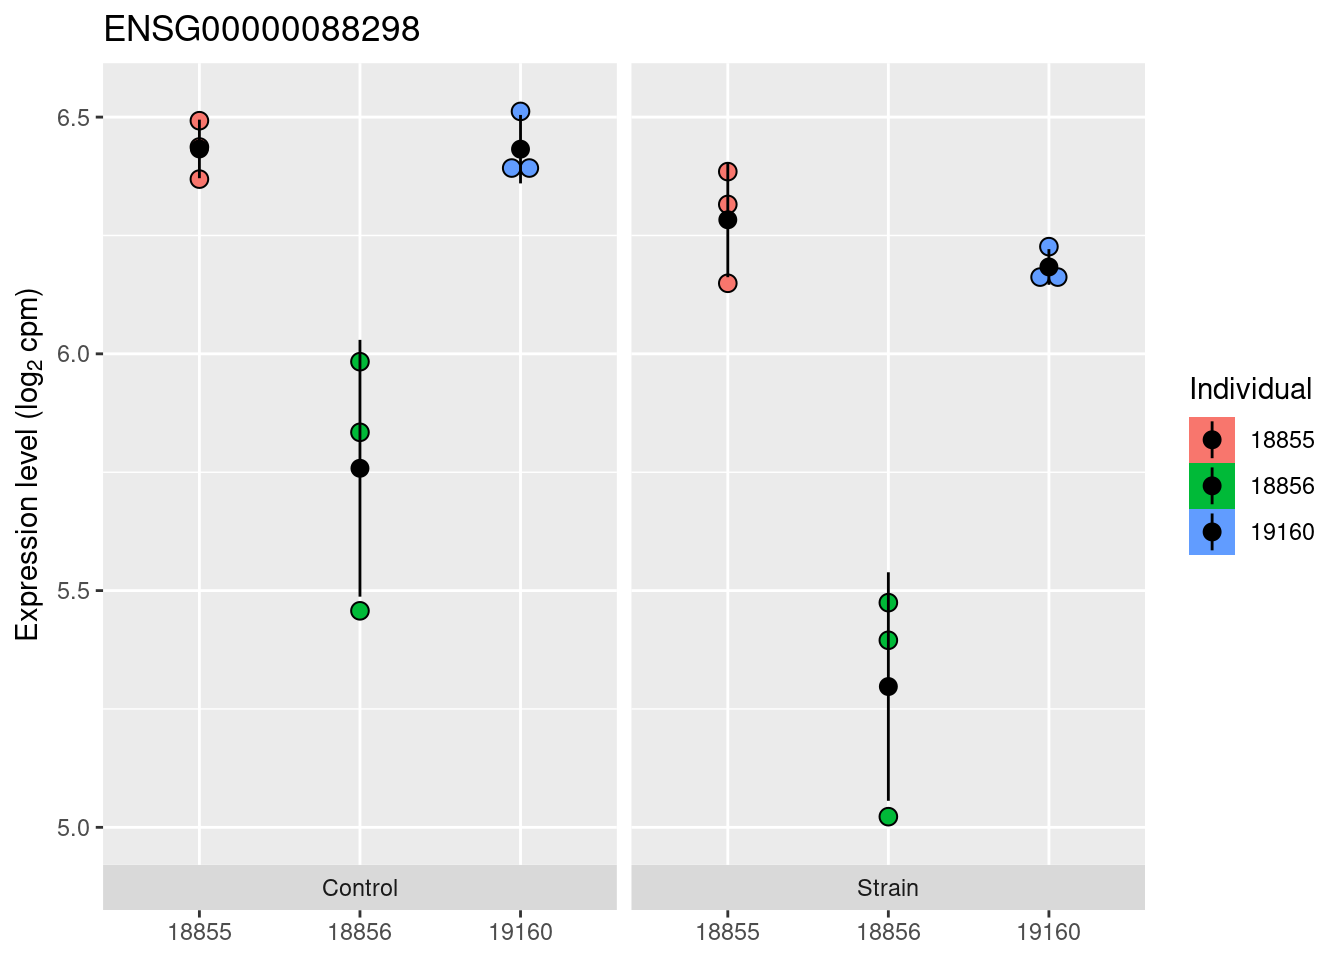 ENSG00000088298
Expression level (log₂ cpm)
6.5
6.0
5.5
5.0
Control
Strain
18855
18856
19160
18855
18856
19160
Individual
18855
18856
19160